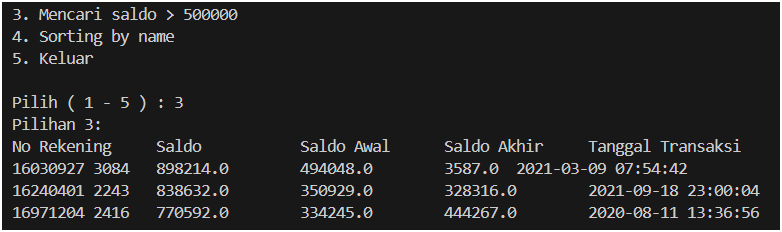 3. Mencari saldo > 500000
4. Sorting by name
5. Keluar
Pilih ( 1 - 5 ) : 3
Pilihan 3:
No Rekening Saldo Saldo Awal Saldo Akhir Tanggal Transaksi
16030927 3084 898214.0 494048.0 3587.0 2021-03-09 07:54:42
16240401 2243 838632.0 350929.0 328316.0 2021-09-18 23:00:04
16971204 2416 770592.0 334245.0 444267.0 2020-08-11 13:36:56